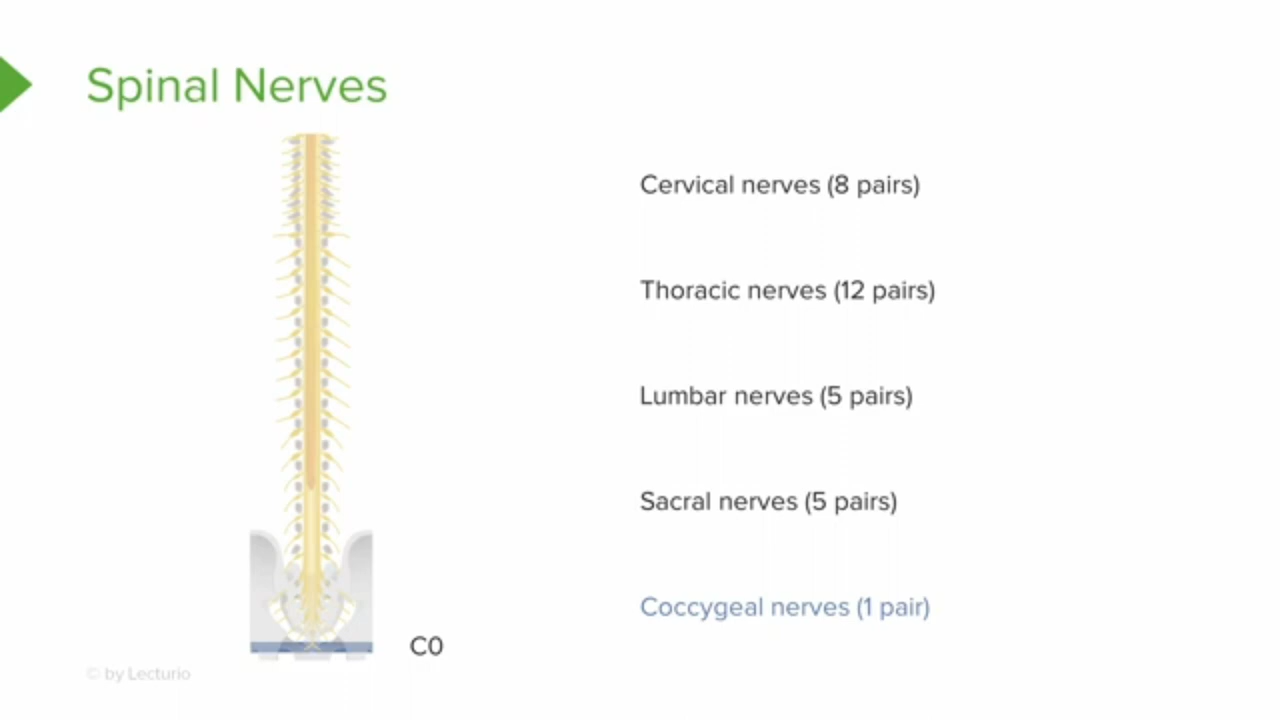 Spinal Nerves
Cervical nerves (8 pairs)
Thoracic nerves (12 pairs)
Lumbar nerves (5 pairs)
Sacral nerves (5 pairs)
Coccygeal nerves (1 pair)
C0
© by Lecturio